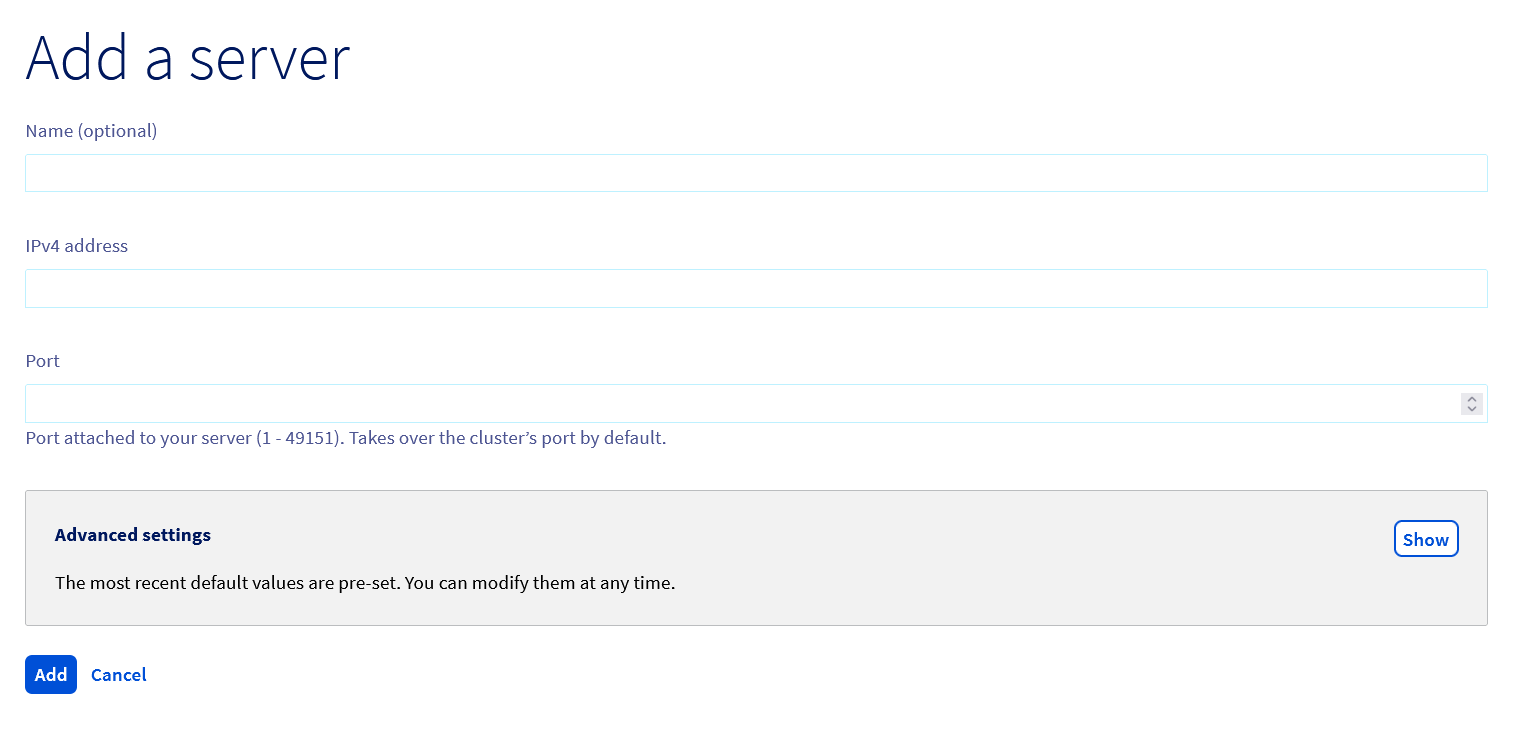 Add a server
Name (optional)
IPv4 address
Port
Port attached to your server (1 - 49151). Takes over the cluster’s port by default.
Advanced settings
Show
The most recent default values are pre-set. You can modify them at any time.
Add Cancel